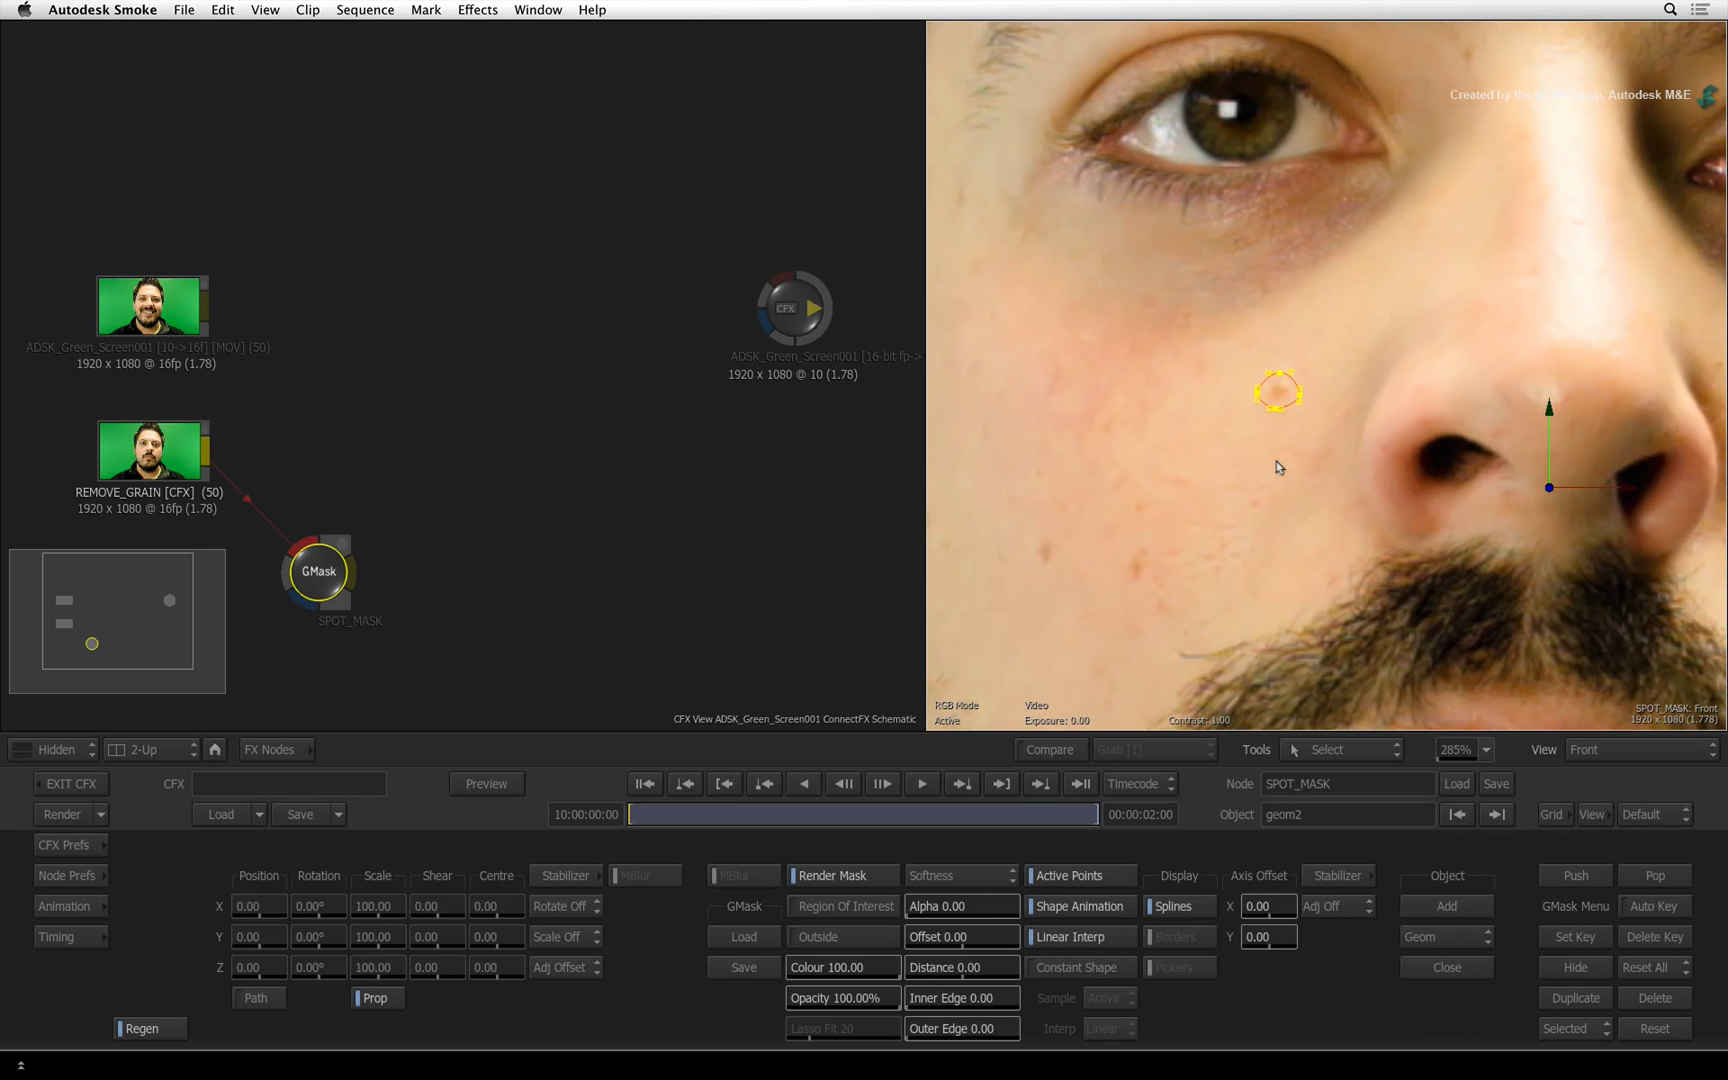 Autodesk Smoke File Edit View Clip Sequence Mark Effects Window Help
Created by the
Autodesk M&E
ADSK_Green_Screen001 [10->16f] [MOV] (50)
1920 x 1080 @ 16fp (1.78)
CFX
ADSK_Green_Screen001 [16-bit fp->
1920 x 1080 @ 10 (1.78)
REMOVE_GRAIN [CFX] (50)
1920 x 1080 @ 16fp (1.78)
GMask
SPOT_MASK
CFX View ADSK_Green_Screen001 ConnectFX Schematic
RGB Mode Video SPOT_MASK: Front
Active Exposure: 0.00 Contrast: 1.00 1920 x 1080 (1.778)
Hidden 2-Up FX Nodes Compare Grab [1] Tools Select 285% View Front
EXIT CFX CFX Preview Timecode Node SPOT_MASK Load Save
Render Load Save 10:00:00:00 00:00:02:00 Object geom2 Grid View Default
CFX Prefs
Node Prefs Position Rotation Scale Shear Centre Stabilizer MBlur MBlur Render Mask Softness Active Points Display Axis Offset Stabilizer Object Push Pop
Animation X 0.00 0.00° 100.00 0.00 0.00 Rotate Off GMask Region Of Interest Alpha 0.00 Shape Animation Splines X 0.00 Adj Off Add GMask Menu Auto Key
Timing Y 0.00 0.00° 100.00 0.00 0.00 Scale Off Load Outside Offset 0.00 Linear Interp Borders Y 0.00 Geom Set Key Delete Key
Z 0.00 0.00° 100.00 0.00 0.00 Adj Offset Save Colour 100.00 Distance 0.00 Constant Shape Pickers Close Hide Reset All
Path Prop Opacity 100.00% Inner Edge 0.00 Sample Active Duplicate Delete
Regen Lasso Fit 20 Outer Edge 0.00 Interp Linear Selected Reset